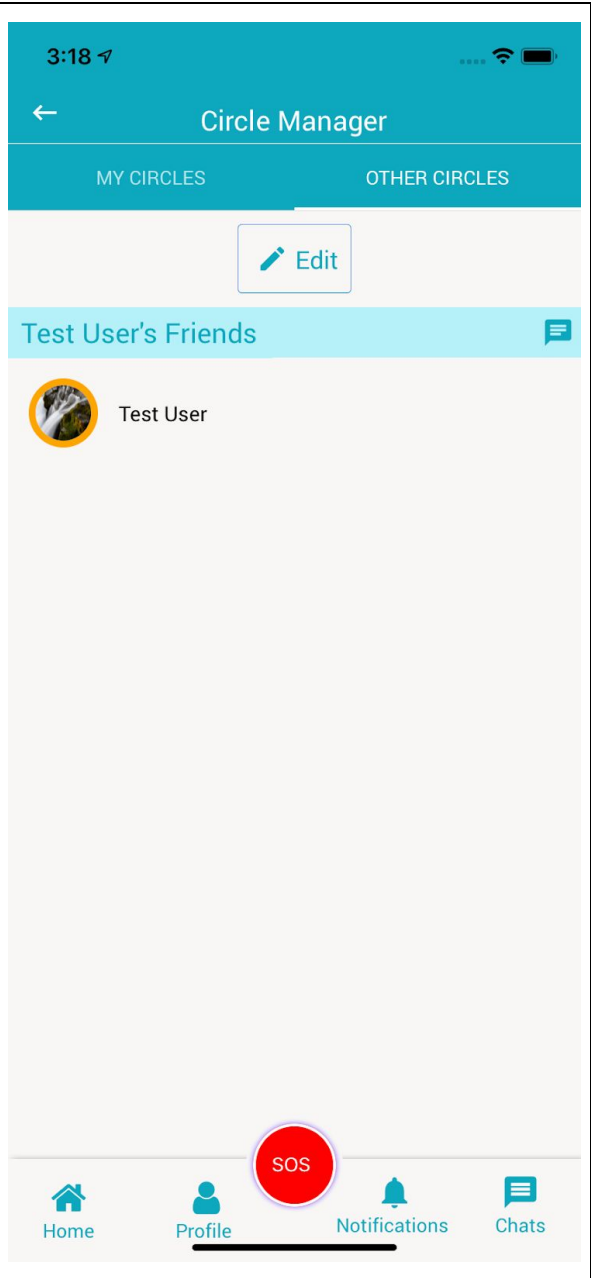 3:18
Circle Manager
MY CIRCLES
OTHER CIRCLES
Edit
Test User's Friends
Test User
SOS
Home
Profile
Notifications
Chats